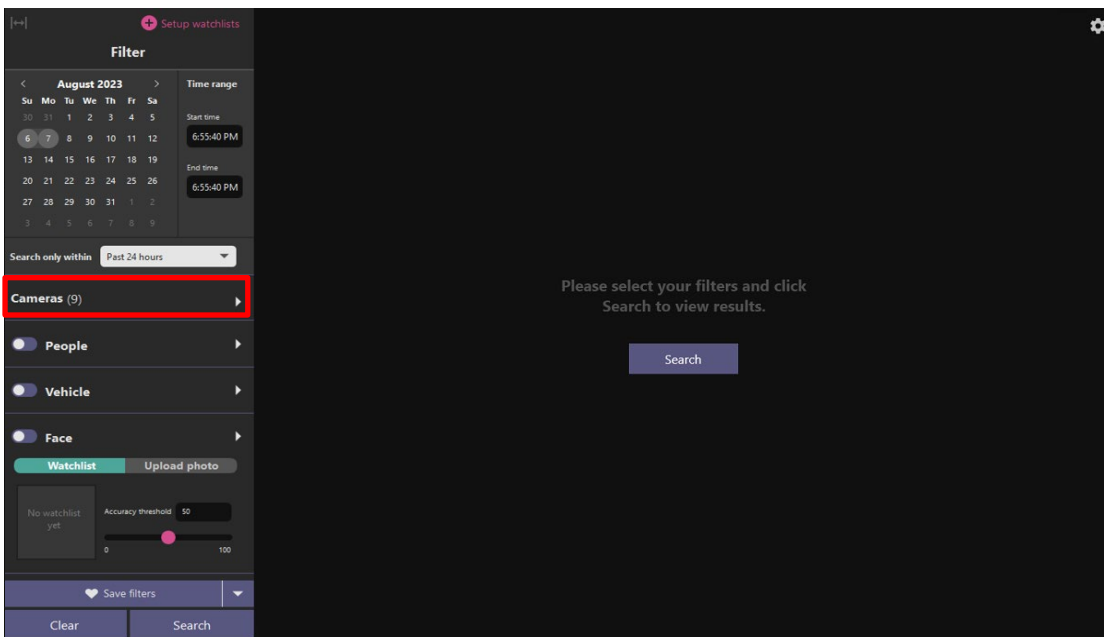 Setup watchlists
Filter
August 2023
Su Mo Tu We Th Fr Sa
30 31 1 2 3 4 5
6 7 8 9 10 11 12
13 14 15 16 17 18 19
20 21 22 23 24 25 26
27 28 29 30 31 1 2
3 4 5 6 7 8 9
Time range
Start time
6:55:40 PM
End time
6:55:40 PM
Search only within Past 24 hours
Cameras (9)
People
Vehicle
Face
Watchlist Upload photo
No watchlist
yet
Accuracy threshold 50
0 100
Save filters
Clear Search
Please select your filters and click
Search to view results.
Search